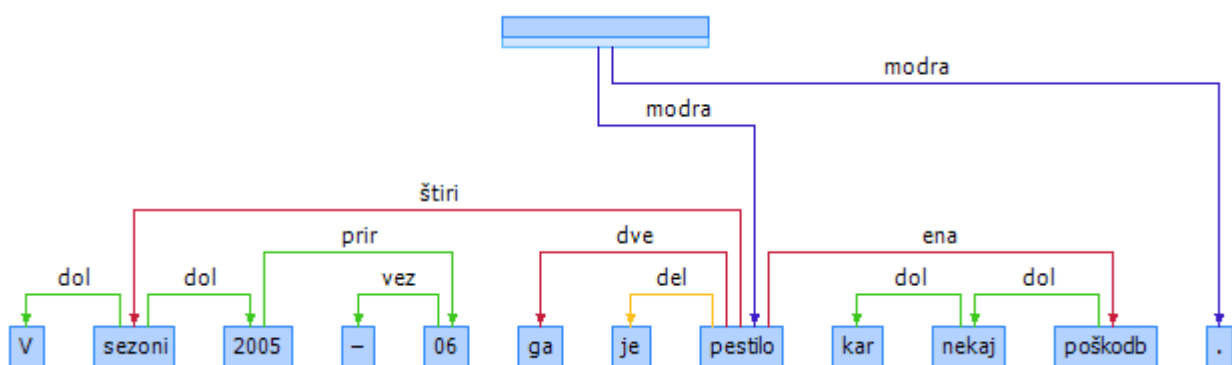 modra
modra
štiri
prir dve ena
dol dol vez del dol dol
V sezoni 2005 – 06 ga je pestilo kar nekaj poškodb .